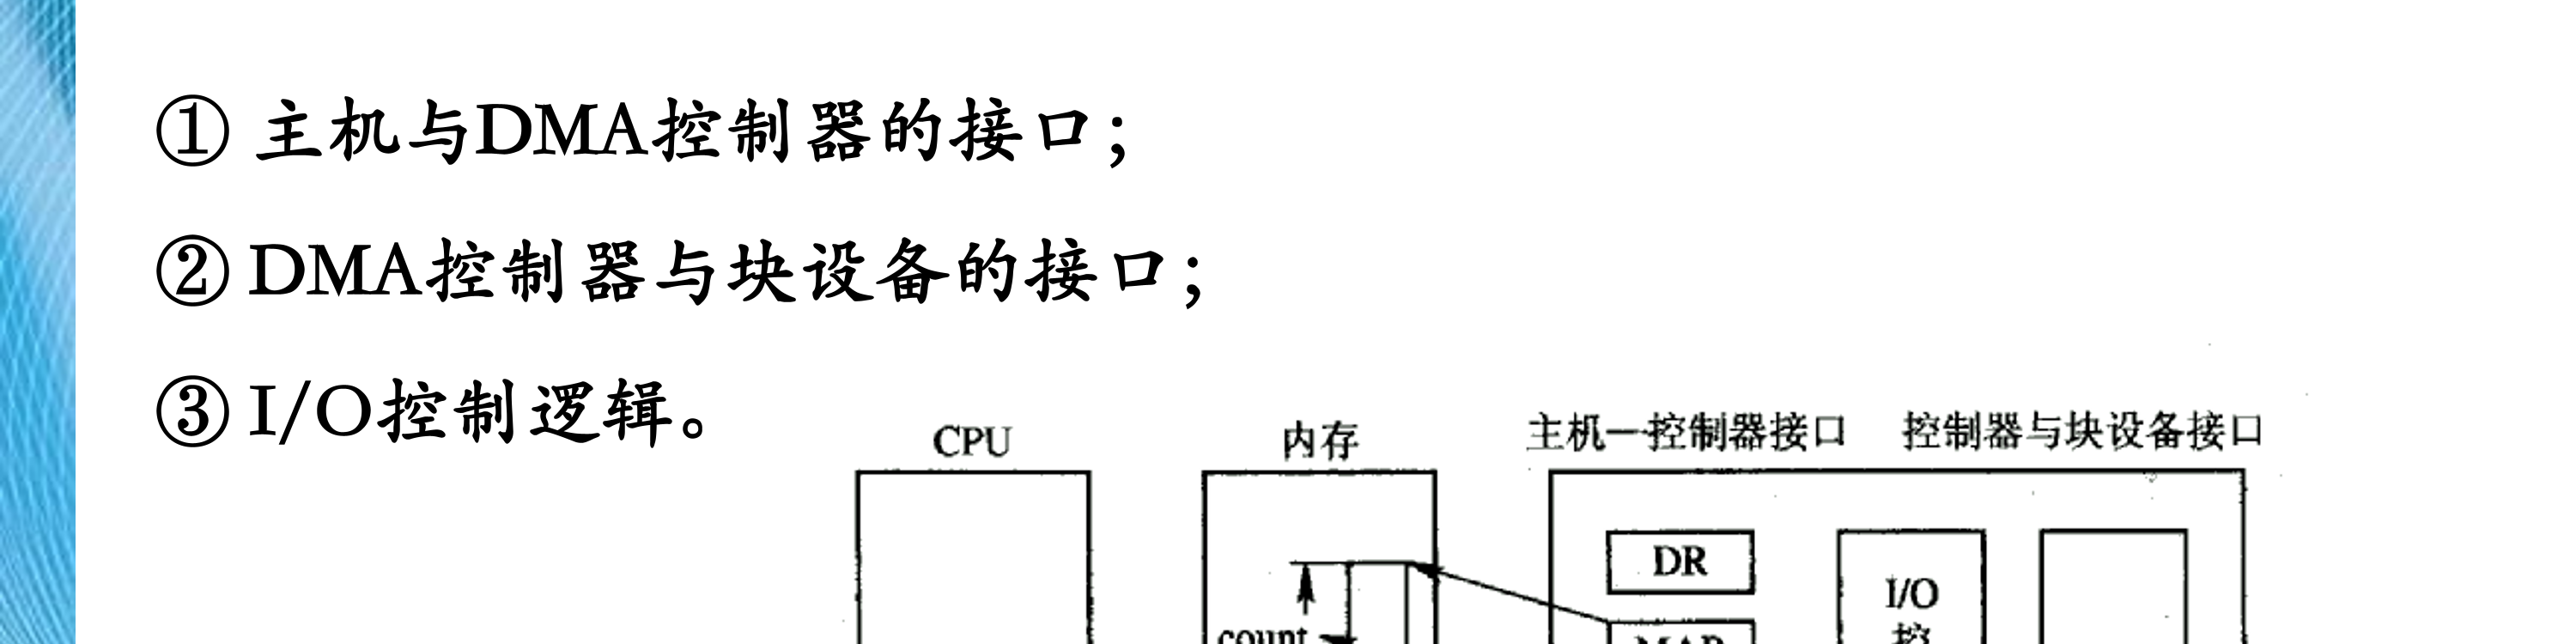 ① 主机与DMA控制器的接口；
② DMA控制器与块设备的接口；
③ I/O控制逻辑。
CPU 内存 主机—控制器接口 控制器与块设备接口
DR
I/O
控
count